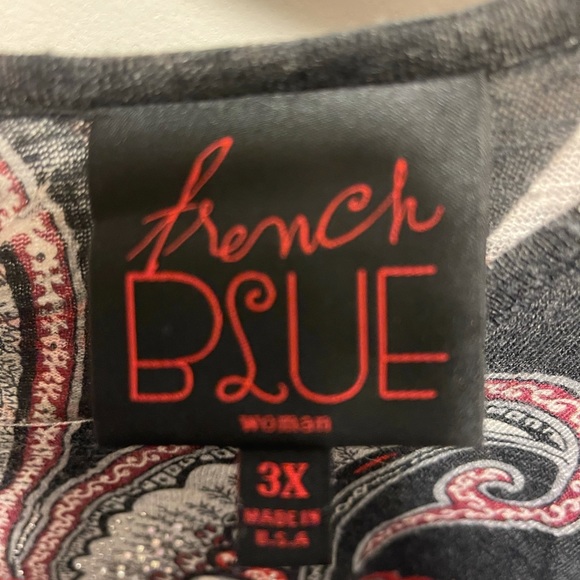 french
BLUE
woman
3X
MADE IN
U.S.A